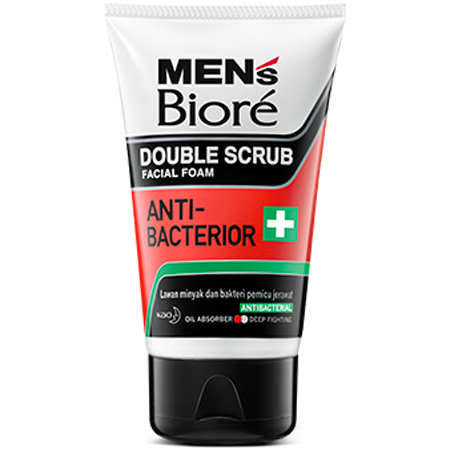 MEN's
Bioré
DOUBLE SCRUB
FACIAL FOAM
ANTI-
BACTERIOR
Lawan minyak dan bakteri pemicu jerawat
ANTIBACTERIAL
Kao OIL ABSORBER DEEP FIGHTING